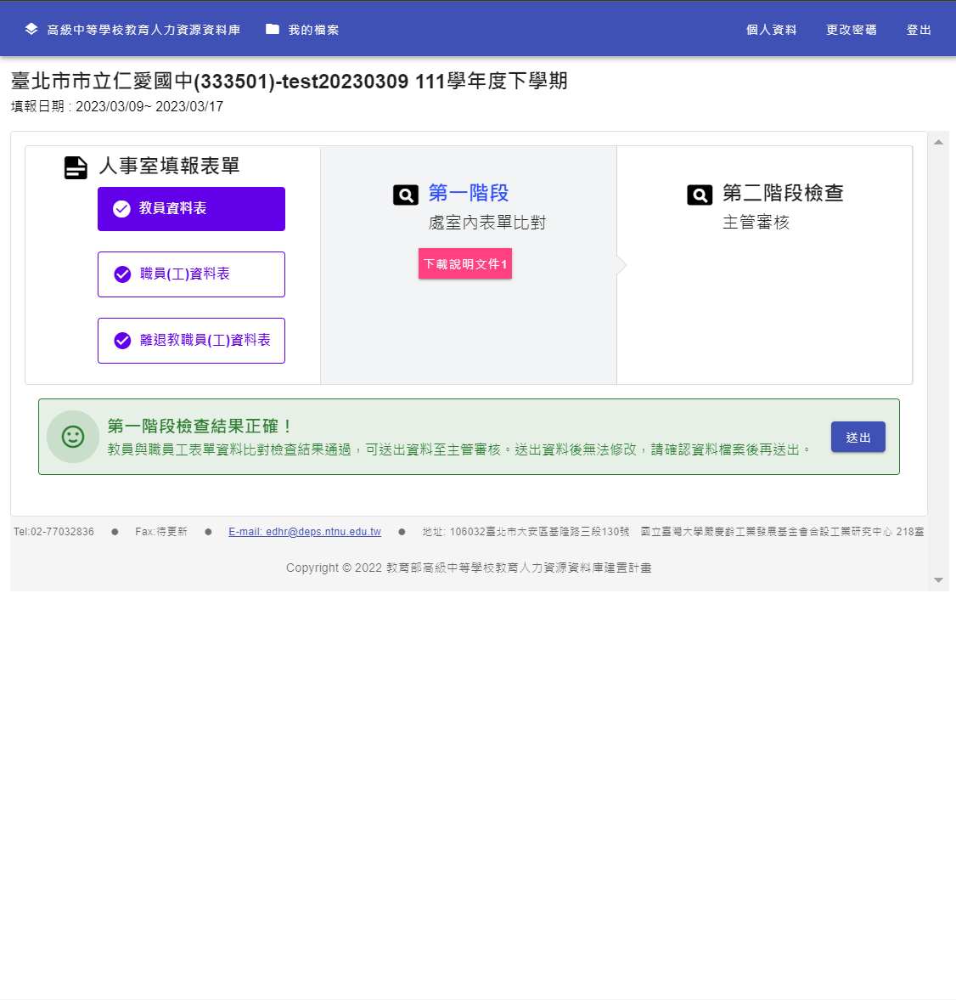 高級中等學校教育人力資源資料庫 我的檔案 個人資料 更改密碼 登出
臺北市市立仁愛國中(333501)-test20230309 111學年度下學期
填報日期 : 2023/03/09~ 2023/03/17
人事室填報表單
教員資料表
職員(工)資料表
離退教職員(工)資料表
第一階段
處室內表單比對
下載說明文件1
第二階段檢查
主管審核
第一階段檢查結果正確！
教員與職員工表單資料比對檢查結果通過，可送出資料至主管審核。送出資料後無法修改，請確認資料檔案後再送出。
送出
Tel:02-77032836 ● Fax:待更新 ● E-mail: edhr@deps.ntnu.edu.tw ● 地址: 106032臺北市大安區基隆路三段130號 國立臺灣大學嚴慶齡工業發展基金會合設工業研究中心 218室
Copyright © 2022 教育部高級中等學校教育人力資源資料庫建置計畫